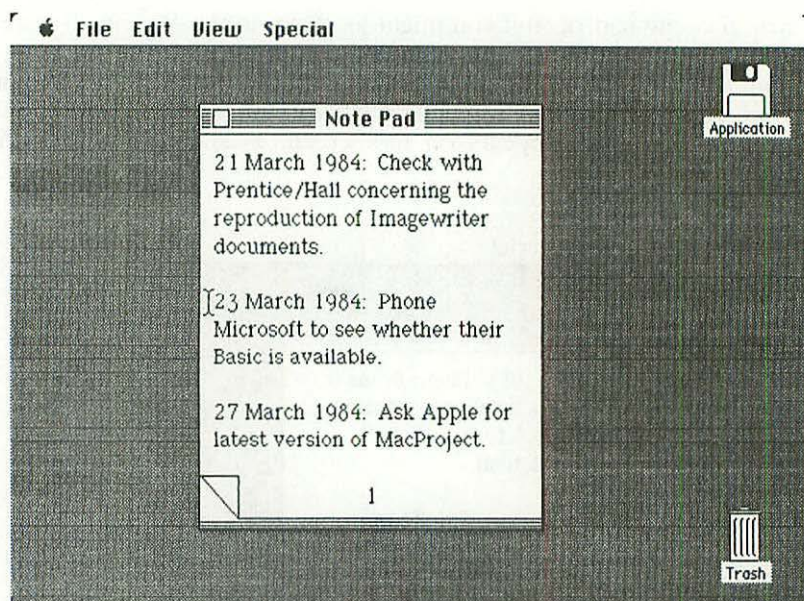 File Edit View Special
Note Pad
Application
21 March 1984: Check with
Prentice/Hall concerning the
reproduction of Imagewriter
documents.
23 March 1984: Phone
Microsoft to see whether their
Basic is available.
27 March 1984: Ask Apple for
latest version of MacProject.
1
Trash